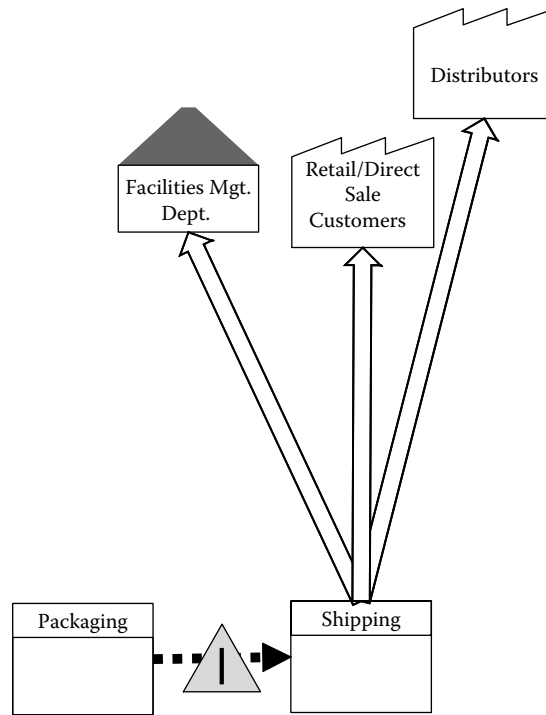 Distributors
Facilities Mgt.
Dept.
Retail/Direct
Sale
Customers
Packaging
I
Shipping